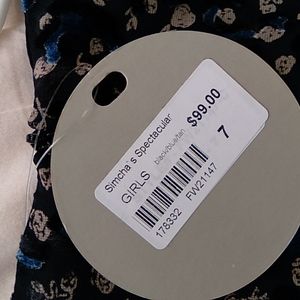 Simcha's Spectacular
GIRLS
black/blue/tan
$99.00
7
178332
FW21147